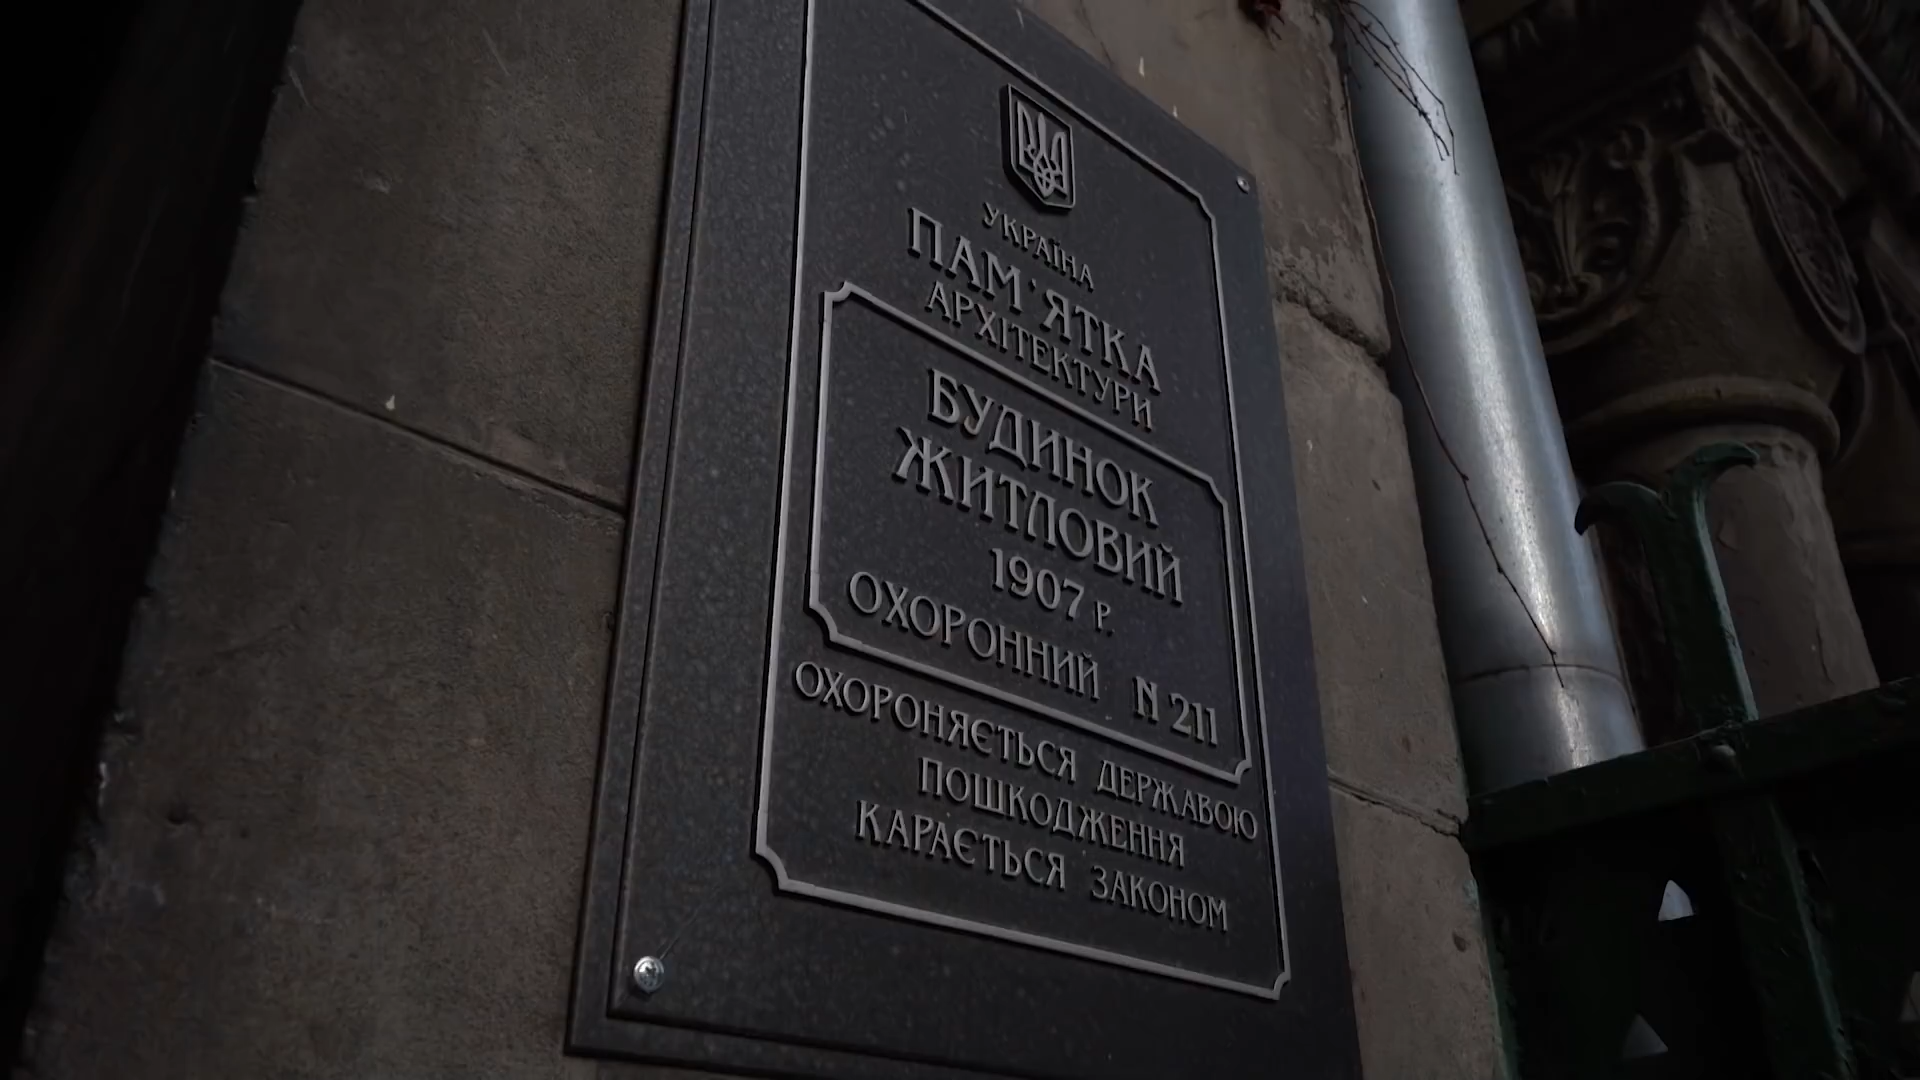 УКРАЇНА
ПАМ'ЯТКА
АРХІТЕКТУРИ
БУДИНОК
ЖИТЛОВИЙ
1907 Р.
ОХОРОННИЙ N 211
ОХОРОНЯЄТЬСЯ ДЕРЖАВОЮ
ПОШКОДЖЕННЯ
КАРАЄТЬСЯ ЗАКОНОМ